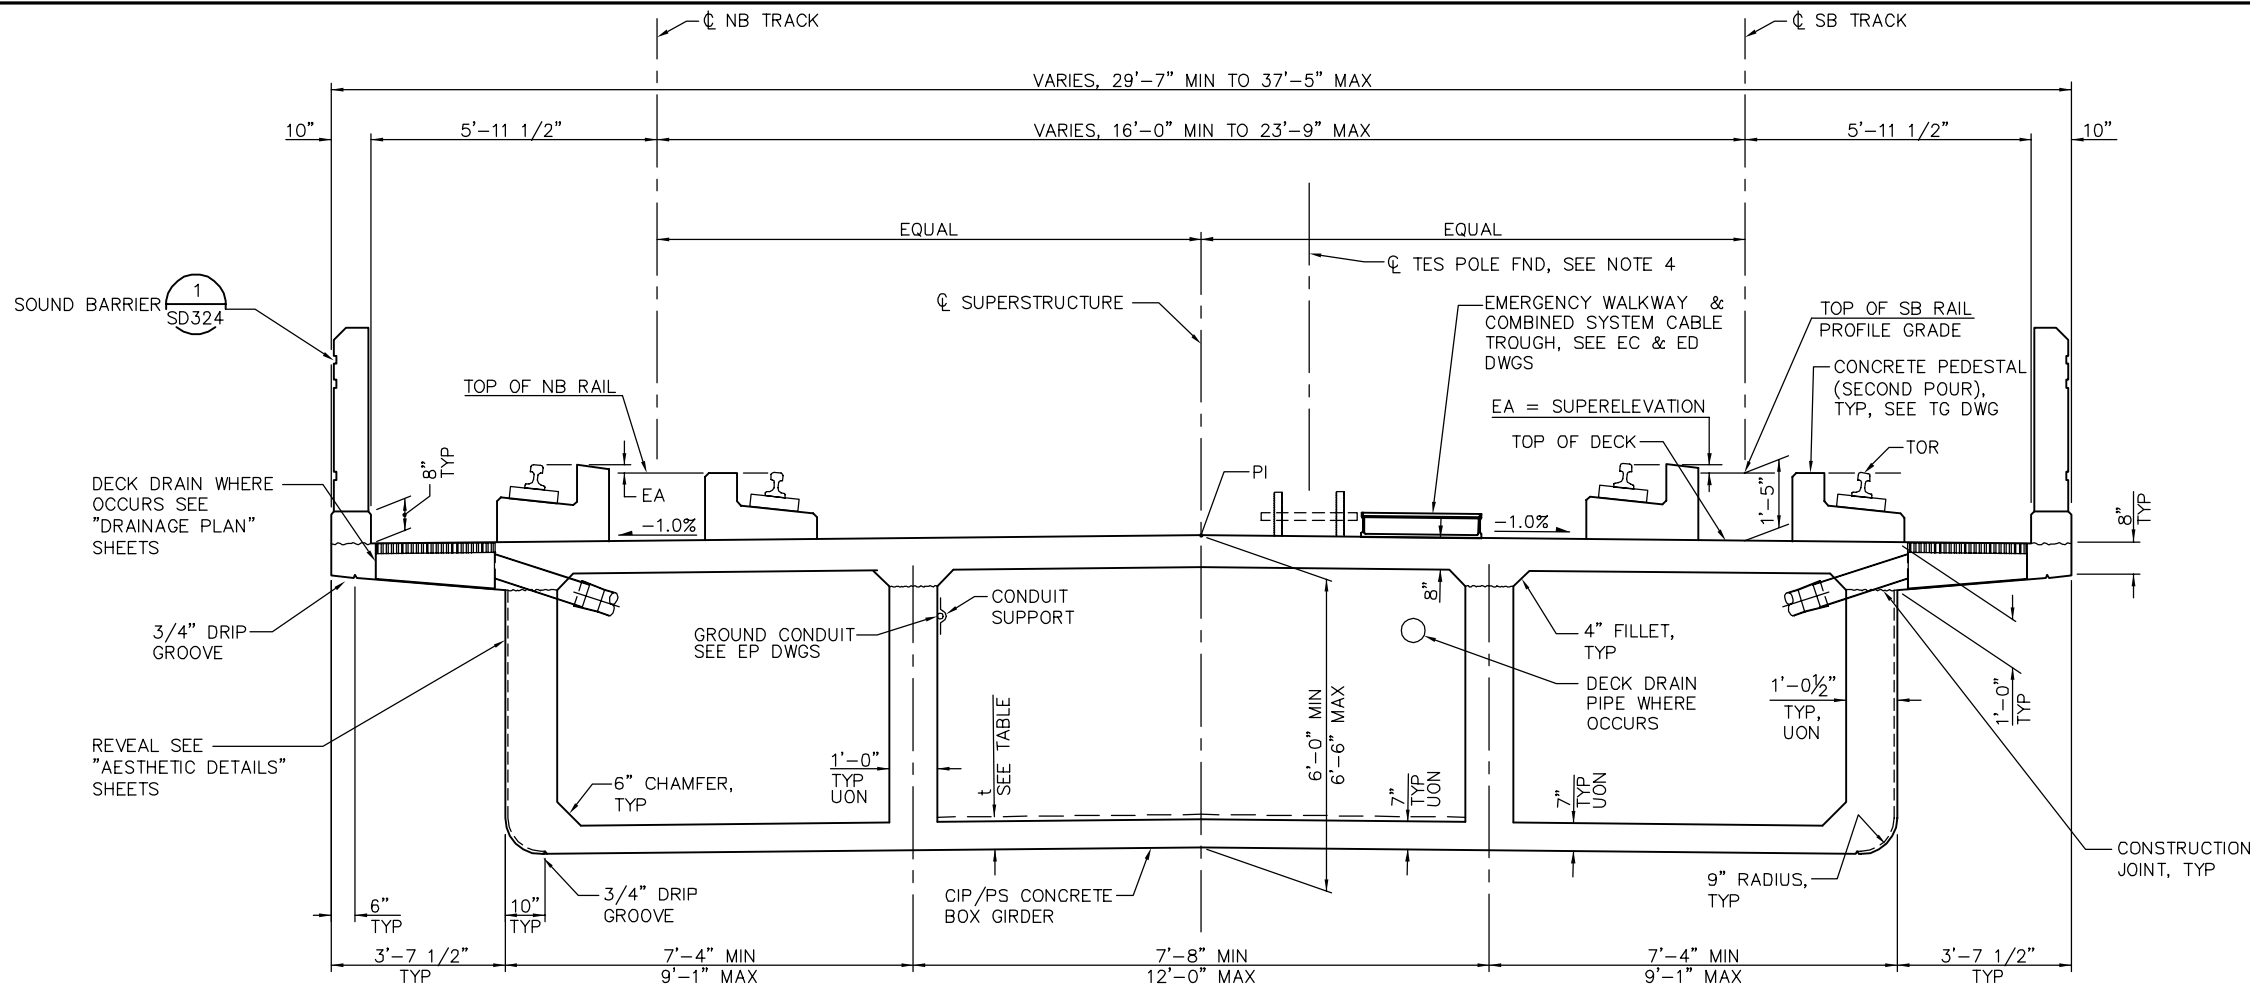 ℄ NB TRACK
℄ SB TRACK
VARIES, 29'-7" MIN TO 37'-5" MAX
10"
5'-11 1/2"
VARIES, 16'-0" MIN TO 23'-9" MAX
5'-11 1/2"
10"
EQUAL
EQUAL
℄ TES POLE FND, SEE NOTE 4
SOUND BARRIER
1
SD324
℄ SUPERSTRUCTURE
EMERGENCY WALKWAY &
COMBINED SYSTEM CABLE
TROUGH, SEE EC & ED
DWGS
TOP OF SB RAIL
PROFILE GRADE
CONCRETE PEDESTAL
(SECOND POUR),
TYP, SEE TG DWG
TOP OF NB RAIL
EA = SUPERELEVATION
TOP OF DECK
TOR
8"
TYP
DECK DRAIN WHERE
OCCURS SEE
"DRAINAGE PLAN"
SHEETS
EA
-1.0%
PI
-1.0%
1'-5"
8"
TYP
3/4" DRIP
GROOVE
CONDUIT
SUPPORT
GROUND CONDUIT
SEE EP DWGS
8"
4" FILLET,
TYP
DECK DRAIN
PIPE WHERE
OCCURS
1'-0½"
TYP,
UON
1'-0"
TYP
REVEAL SEE
"AESTHETIC DETAILS"
SHEETS
6" CHAMFER,
TYP
1'-0"
TYP
UON
t
SEE TABLE
6'-0" MIN
6'-6" MAX
7"
TYP
UON
7"
TYP
UON
CONSTRUCTION
JOINT, TYP
6"
TYP
10"
TYP
3/4" DRIP
GROOVE
CIP/PS CONCRETE
BOX GIRDER
9" RADIUS,
TYP
3'-7 1/2"
TYP
7'-4" MIN
9'-1" MAX
7'-8" MIN
12'-0" MAX
7'-4" MIN
9'-1" MAX
3'-7 1/2"
TYP